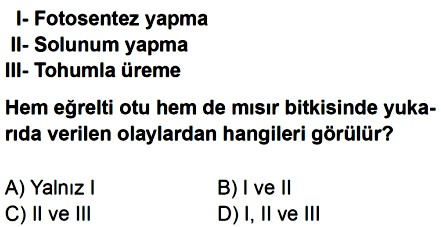 I- Fotosentez yapma
II- Solunum yapma
III- Tohumla üreme
Hem eğrelti otu hem de mısır bitkisinde yuka-
rıda verilen olaylardan hangileri görülür?
A) Yalnız I B) I ve II
C) II ve III D) I, II ve III